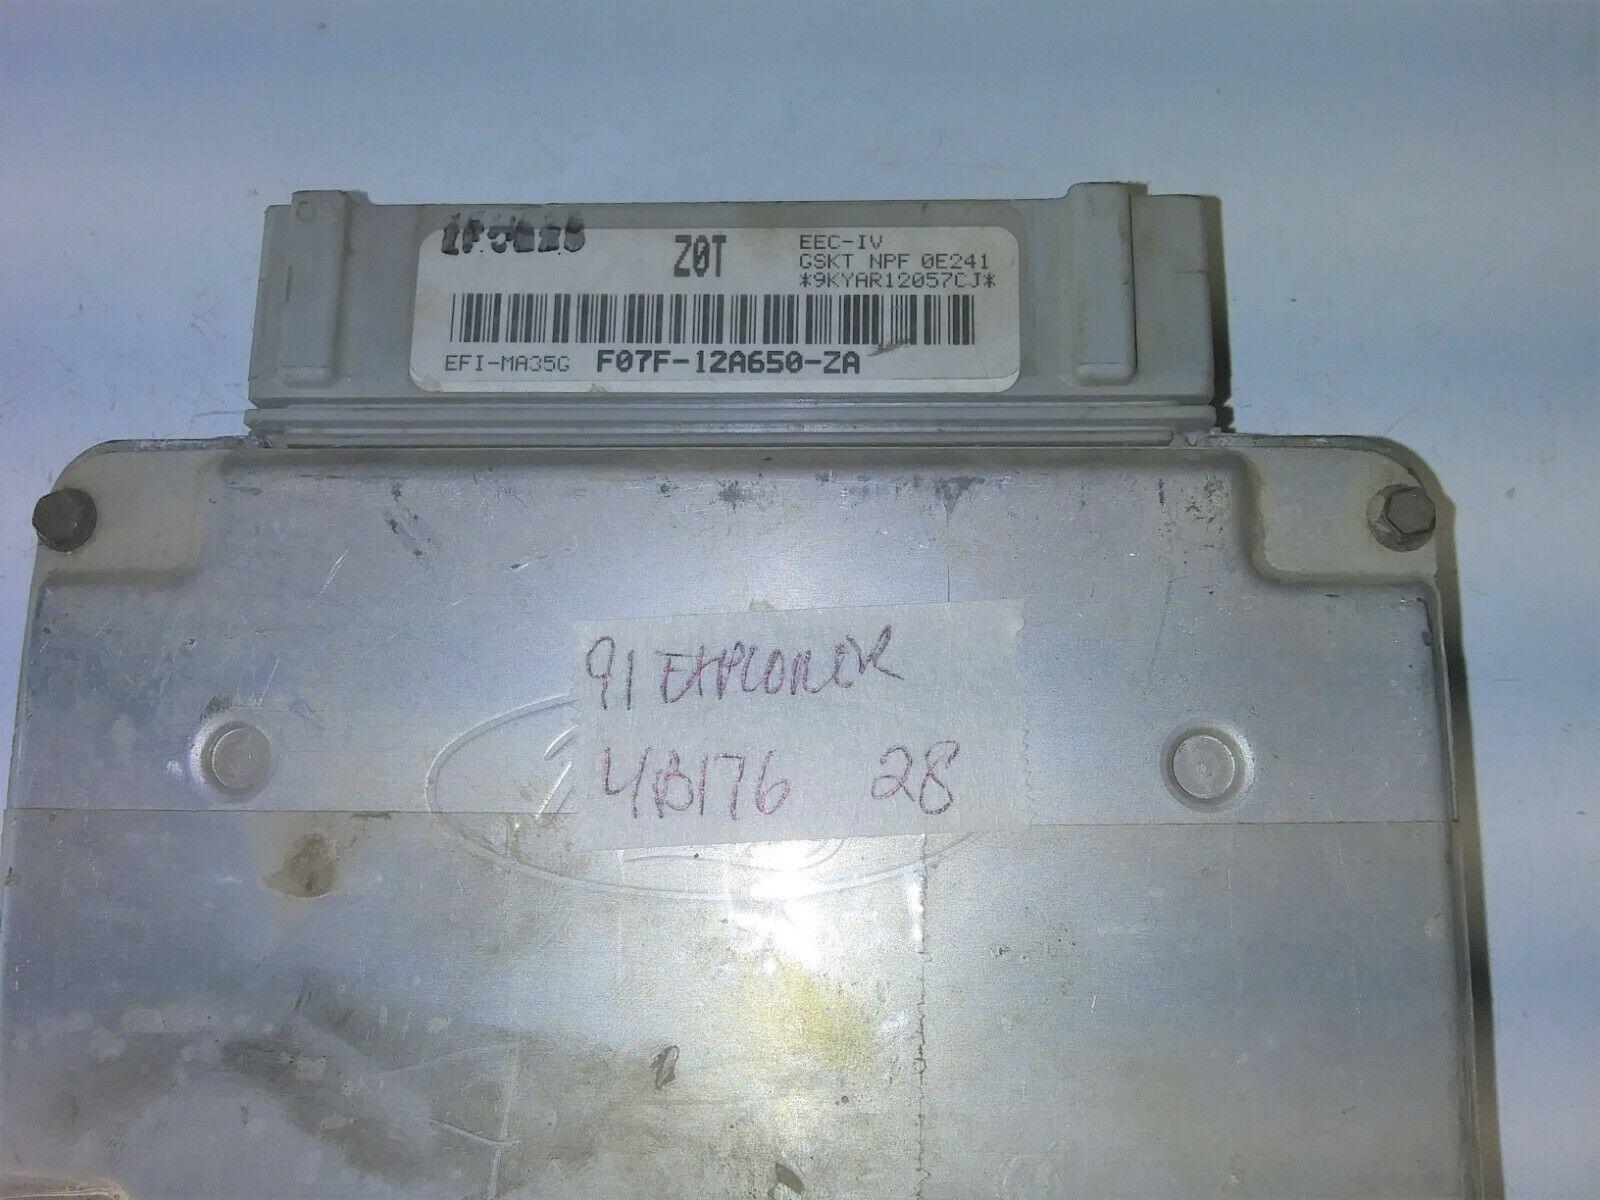 Z0T
EEC-IV
GSKT NPF 0E241
*9KYAR12057CJ*
EFI-MA35G F07F-12A650-ZA
91 EXPLORER
4B176 28